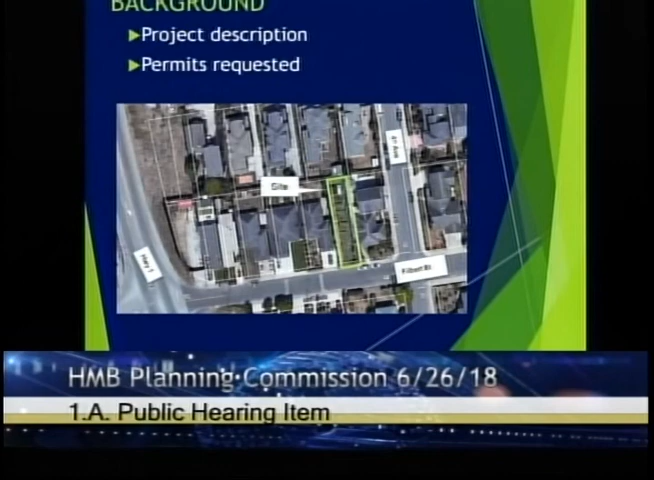 BACKGROUND
▶Project description
▶Permits requested
Site
Hwy 1
Filbert St
HMB Planning Commission 6/26/18
1.A. Public Hearing Item